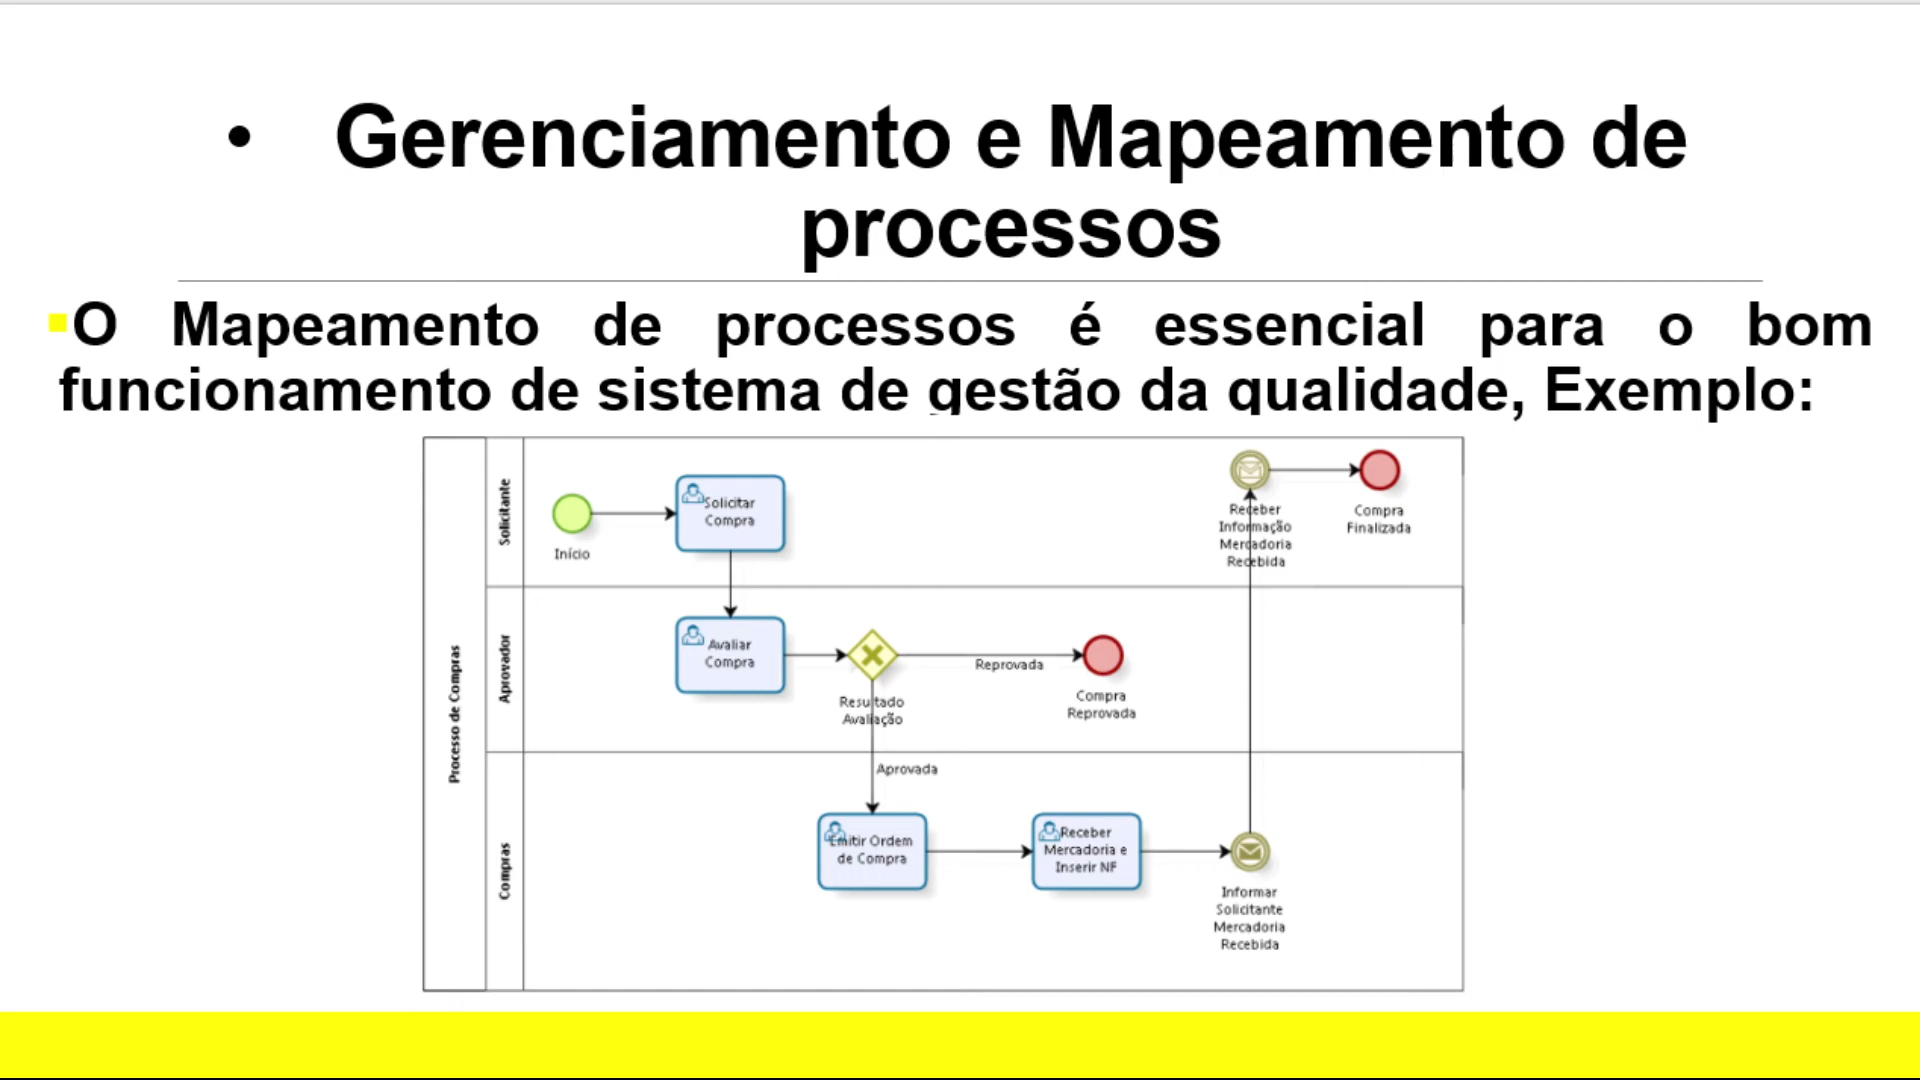 • Gerenciamento e Mapeamento de
processos
▪O Mapeamento de processos é essencial para o bom
funcionamento de sistema de gestão da qualidade, Exemplo:
Processo de Compras
Solicitante
Início
Solicitar
Compra
Receber
Informação
Mercadoria
Recebida
Compra
Finalizada
Aprovador
Avaliar
Compra
Resultado
Avaliação
Reprovada
Compra
Reprovada
Aprovada
Compras
Emitir Ordem
de Compra
Receber
Mercadoria e
Inserir NF
Informar
Solicitante
Mercadoria
Recebida